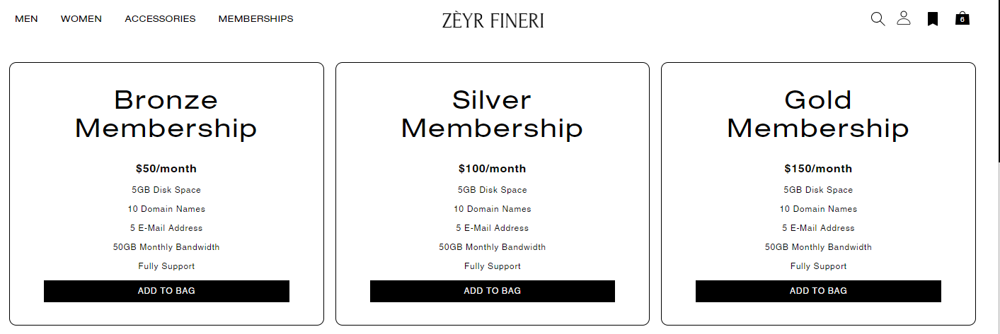 MEN WOMEN ACCESSORIES MEMBERSHIPS ZÈYR FINERI 6
Bronze
Membership
$50/month
5GB Disk Space
10 Domain Names
5 E-Mail Address
50GB Monthly Bandwidth
Fully Support
ADD TO BAG
Silver
Membership
$100/month
5GB Disk Space
10 Domain Names
5 E-Mail Address
50GB Monthly Bandwidth
Fully Support
ADD TO BAG
Gold
Membership
$150/month
5GB Disk Space
10 Domain Names
5 E-Mail Address
50GB Monthly Bandwidth
Fully Support
ADD TO BAG